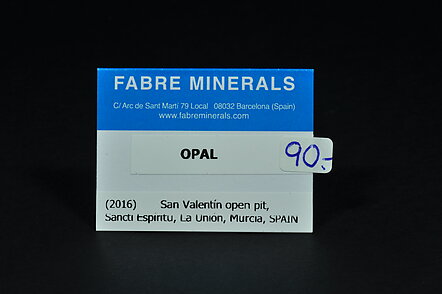 FABRE MINERALS
C/ Arc de Sant Martí 79 Local 08032 Barcelona (Spain)
www.fabreminerals.com
OPAL
90.-
(2016) San Valentín open pit,
Sancti Espíritu, La Unión, Murcia, SPAIN